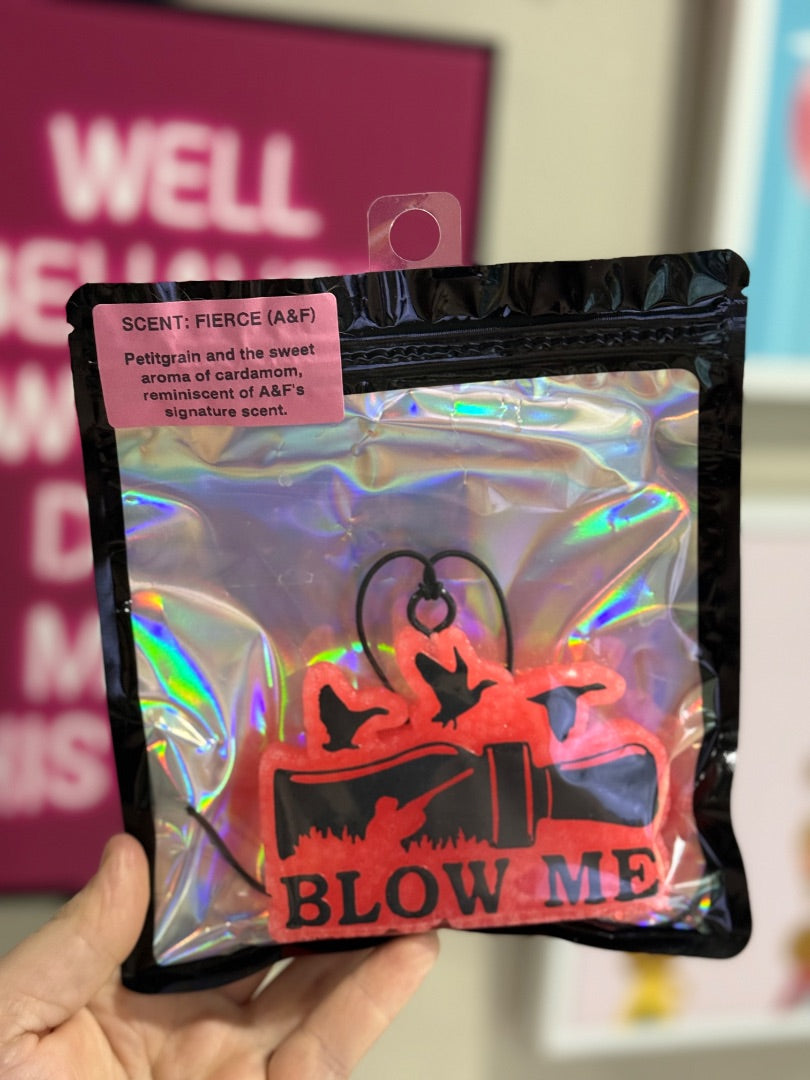 WELL
SCENT: FIERCE (A&F)
Petitgrain and the sweet
aroma of cardamom,
reminiscent of A&F's
signature scent.
BLOW ME